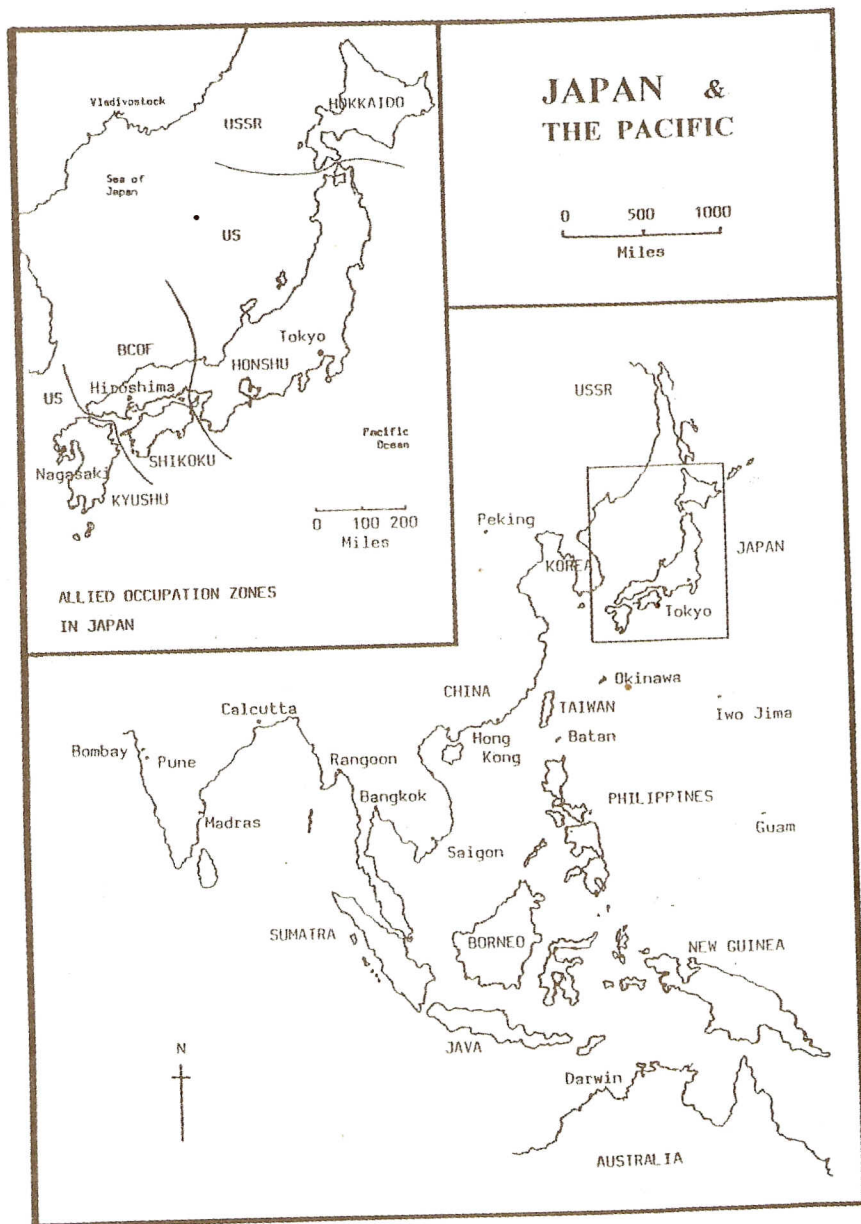 JAPAN &
THE PACIFIC
0 500 1000
Miles
Vladivostock
HOKKAIDO
USSR
Sea of
Japan
US
BCOF
Tokyo
HONSHU
US
Hiroshima
Pacific
Ocean
SHIKOKU
Nagasaki
KYUSHU
0 100 200
Miles
ALLIED OCCUPATION ZONES
IN JAPAN
USSR
Peking
KOREA
JAPAN
Tokyo
Okinawa
CHINA
TAIWAN
Iwo Jima
Calcutta
Hong
Kong
Batan
Bombay
Pune
Rangoon
Bangkok
PHILIPPINES
Madras
Guam
Saigon
SUMATRA
BORNEO
NEW GUINEA
JAVA
N
Darwin
AUSTRALIA